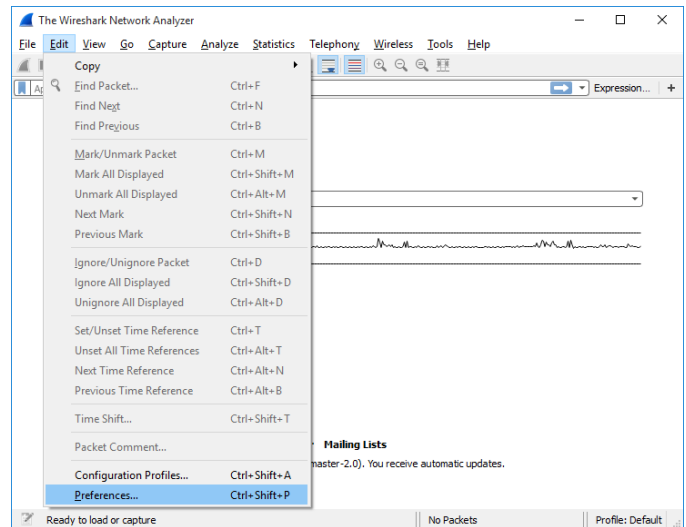 The Wireshark Network Analyzer
File Edit View Go Capture Analyze Statistics Telephony Wireless Tools Help
Expression... +
Copy
Find Packet... Ctrl+F
Find Next Ctrl+N
Find Previous Ctrl+B
Mark/Unmark Packet Ctrl+M
Mark All Displayed Ctrl+Shift+M
Unmark All Displayed Ctrl+Alt+M
Next Mark Ctrl+Shift+N
Previous Mark Ctrl+Shift+B
Ignore/Unignore Packet Ctrl+D
Ignore All Displayed Ctrl+Shift+D
Unignore All Displayed Ctrl+Alt+D
Set/Unset Time Reference Ctrl+T
Unset All Time References Ctrl+Alt+T
Next Time Reference Ctrl+Alt+N
Previous Time Reference Ctrl+Alt+B
Time Shift... Ctrl+Shift+T
Packet Comment... Ctrl+Alt+C
Configuration Profiles... Ctrl+Shift+A
Preferences... Ctrl+Shift+P
Mailing Lists
master-2.0). You receive automatic updates.
Ready to load or capture No Packets Profile: Default